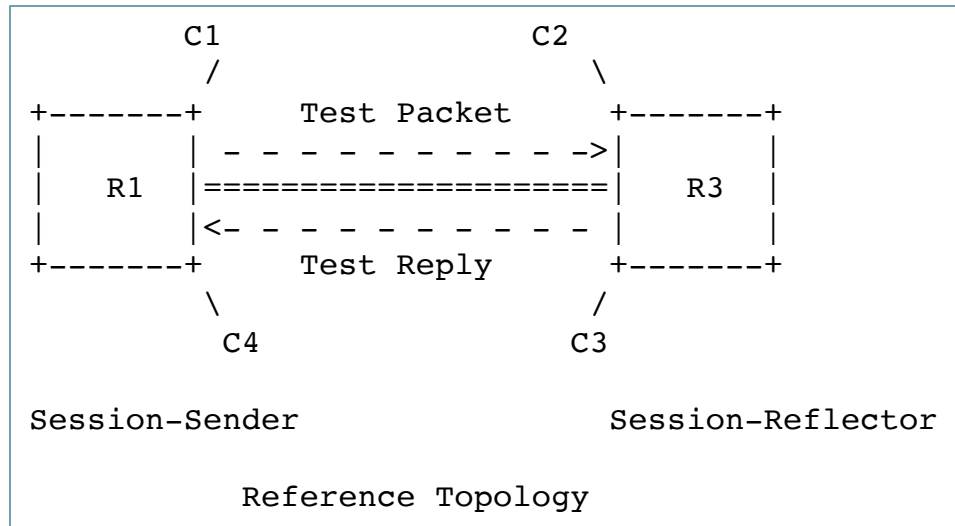 C1 C2
Test Packet
R1 R3
Test Reply
C4 C3
Session-Sender Session-Reflector
Reference Topology